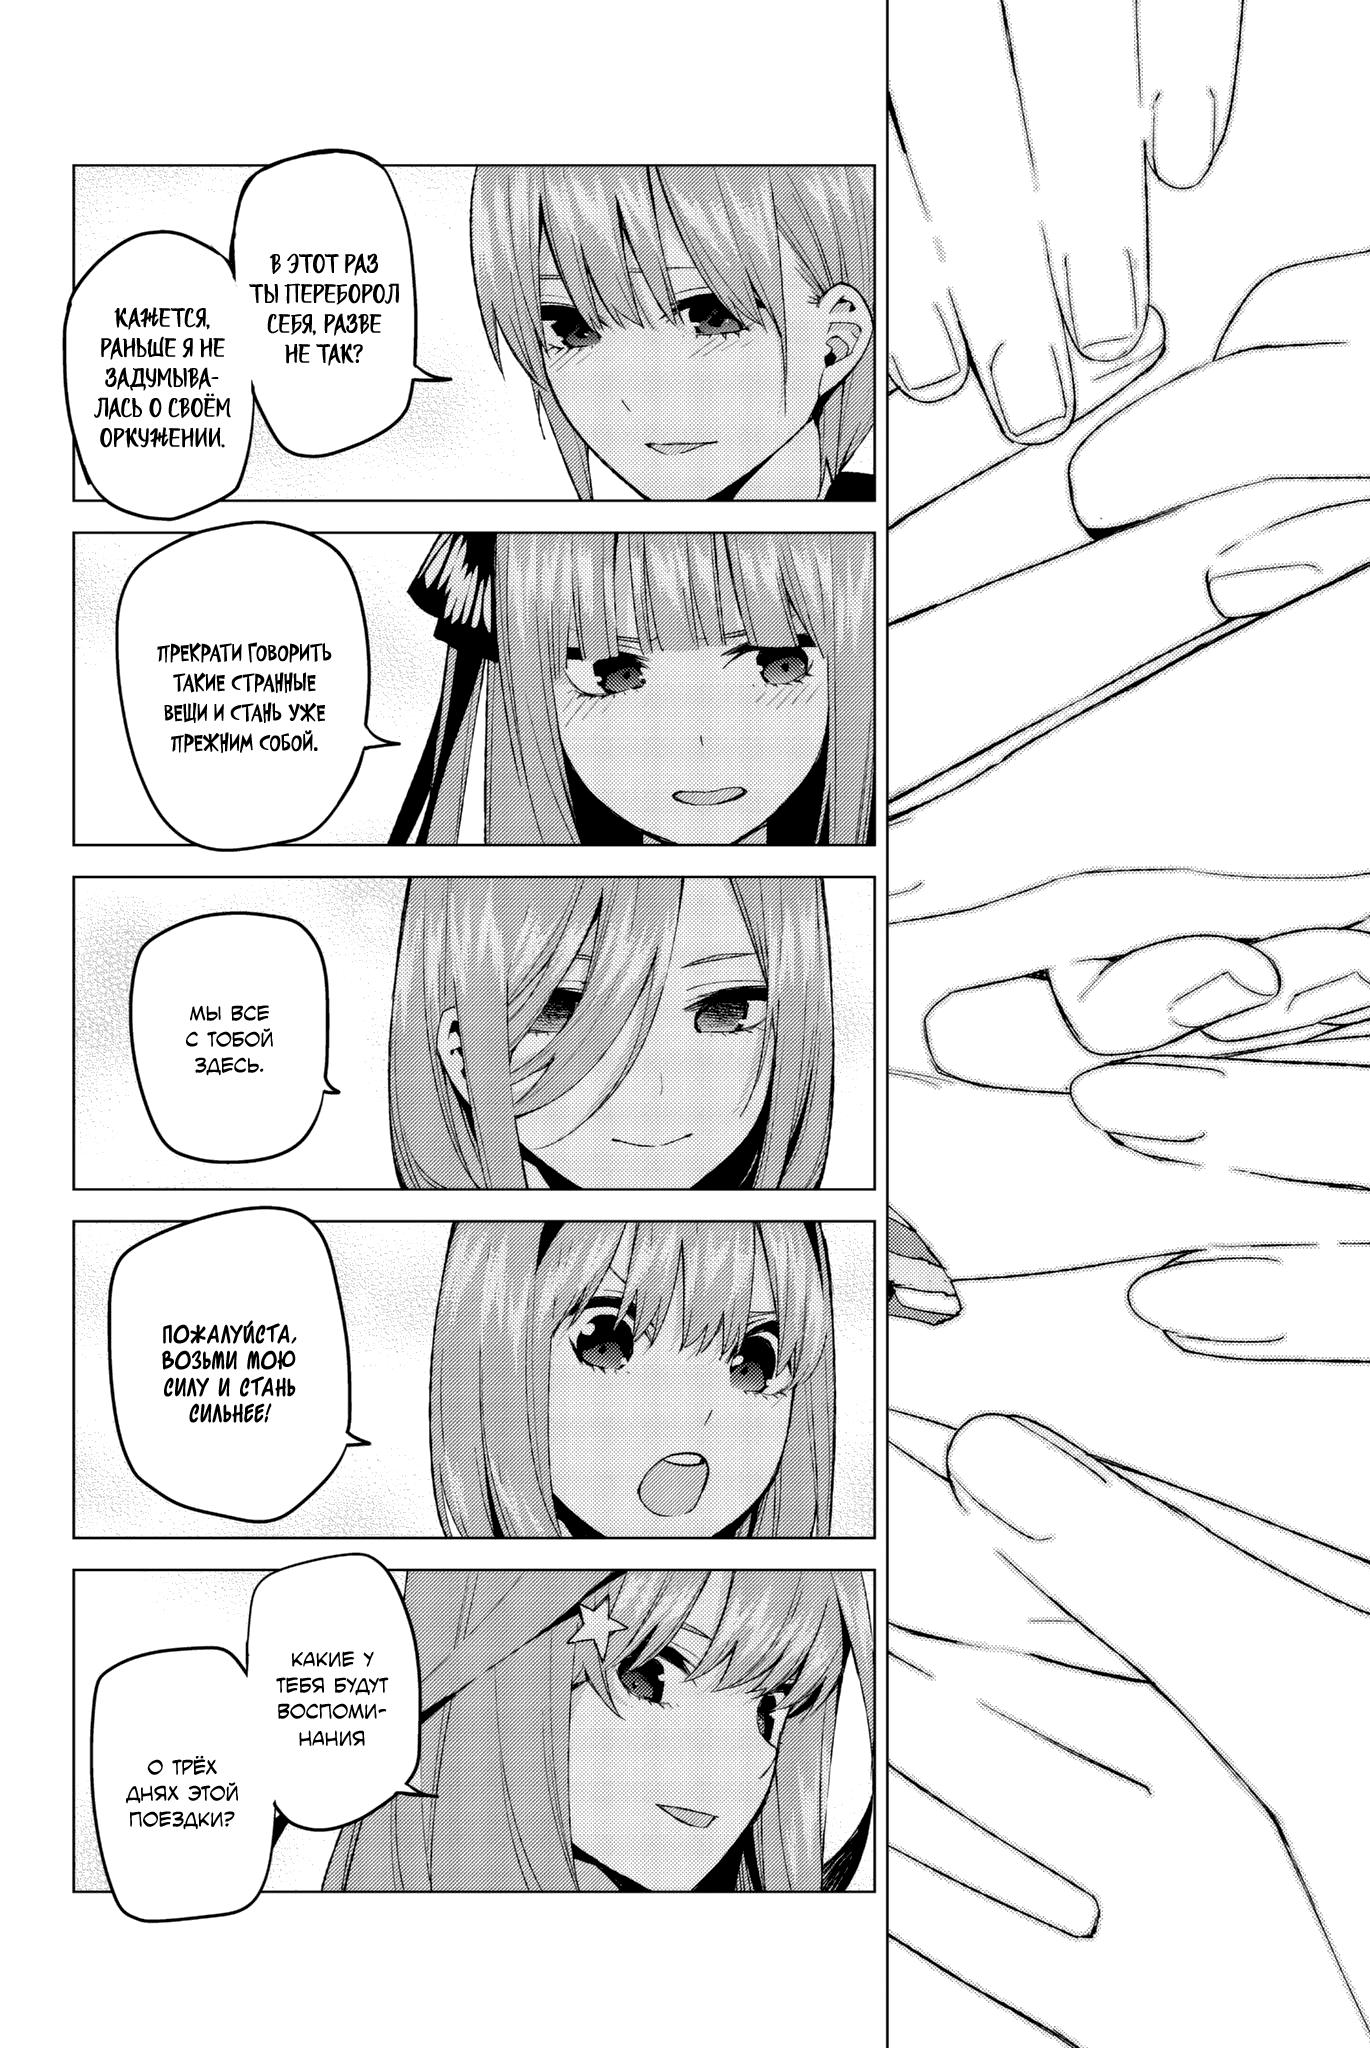 В ЭТОТ РАЗ
ТЫ ПЕРЕБОРОЛ
СЕБЯ, РАЗВЕ
НЕ ТАК?
КАЖЕТСЯ,
РАНЬШЕ Я НЕ
ЗАДУМЫВА-
ЛАСЬ О СВОЁМ
ОРКУЖЕНИИ.
ПРЕКРАТИ ГОВОРИТЬ
ТАКИЕ СТРАННЫЕ
ВЕЩИ И СТАНЬ УЖЕ
ПРЕЖНИМ СОБОЙ.
МЫ ВСЕ
С ТОБОЙ
ЗДЕСЬ.
ПОЖАЛУЙСТА,
ВОЗЬМИ МОЮ
СИЛУ И СТАНЬ
СИЛЬНЕЕ!
КАКИЕ У
ТЕБЯ БУДУТ
ВОСПОМИ-
НАНИЯ
О ТРЁХ
ДНЯХ ЭТОЙ
ПОЕЗДКИ?